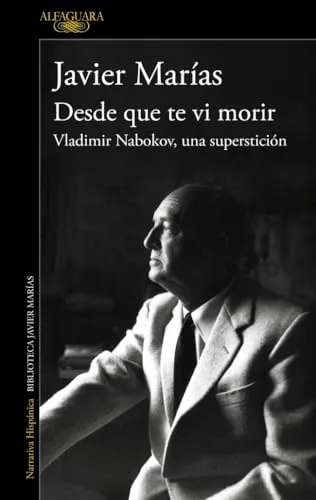 ALFAGUARA
Javier Marías
Desde que te vi morir
Vladimir Nabokov, una superstición
Narrativa Hispánica
BIBLIOTECA JAVIER MARÍAS